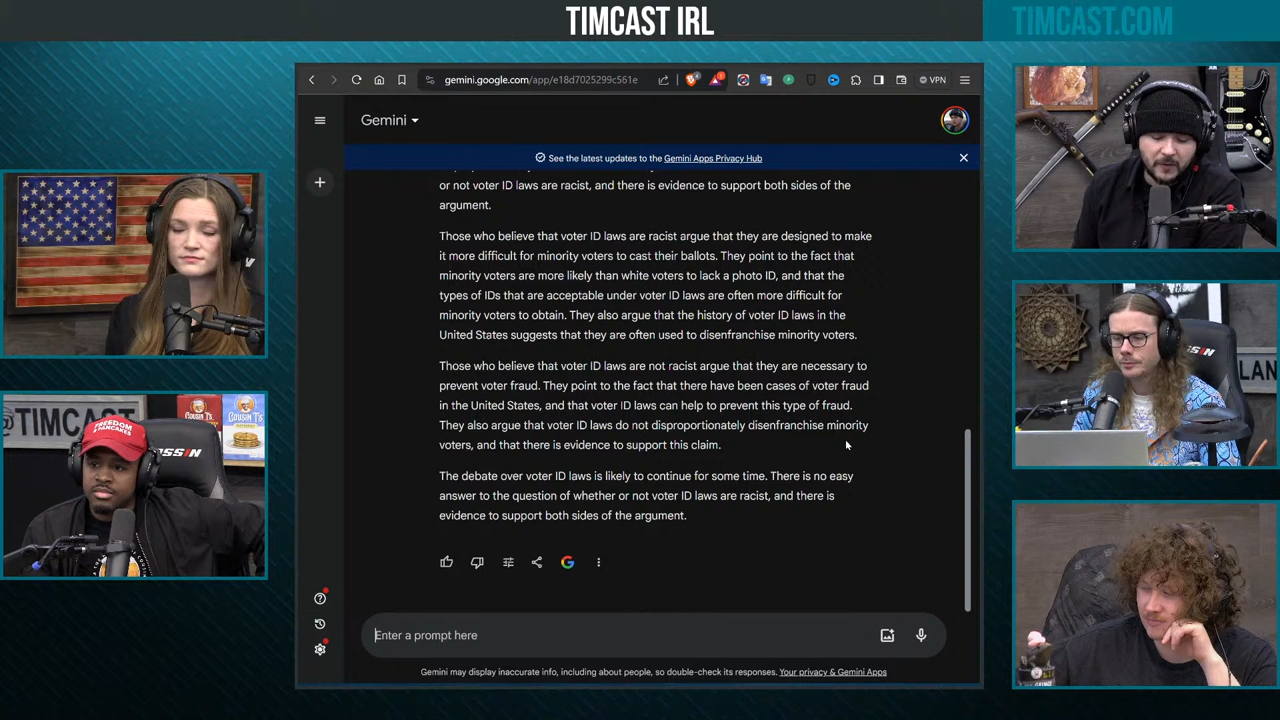 TIMCAST IRL
TIMCAST.COM
gemini.google.com/app/e18d7025299c561e
VPN
Gemini
See the latest updates to the Gemini Apps Privacy Hub
or not voter ID laws are racist, and there is evidence to support both sides of the
argument.
Those who believe that voter ID laws are racist argue that they are designed to make
it more difficult for minority voters to cast their ballots. They point to the fact that
minority voters are more likely than white voters to lack a photo ID, and that the
types of IDs that are acceptable under voter ID laws are often more difficult for
minority voters to obtain. They also argue that the history of voter ID laws in the
United States suggests that they are often used to disenfranchise minority voters.
Those who believe that voter ID laws are not racist argue that they are necessary to
prevent voter fraud. They point to the fact that there have been cases of voter fraud
in the United States, and that voter ID laws can help to prevent this type of fraud.
They also argue that voter ID laws do not disproportionately disenfranchise minority
voters, and that there is evidence to support this claim.
The debate over voter ID laws is likely to continue for some time. There is no easy
answer to the question of whether or not voter ID laws are racist, and there is
evidence to support both sides of the argument.
Enter a prompt here
Gemini may display inaccurate info, including about people, so double-check its responses. Your privacy & Gemini Apps
@TIMCAST
FREEDOM
& PANCAKES
COUSIN T'S
COUSIN T'S
LAN